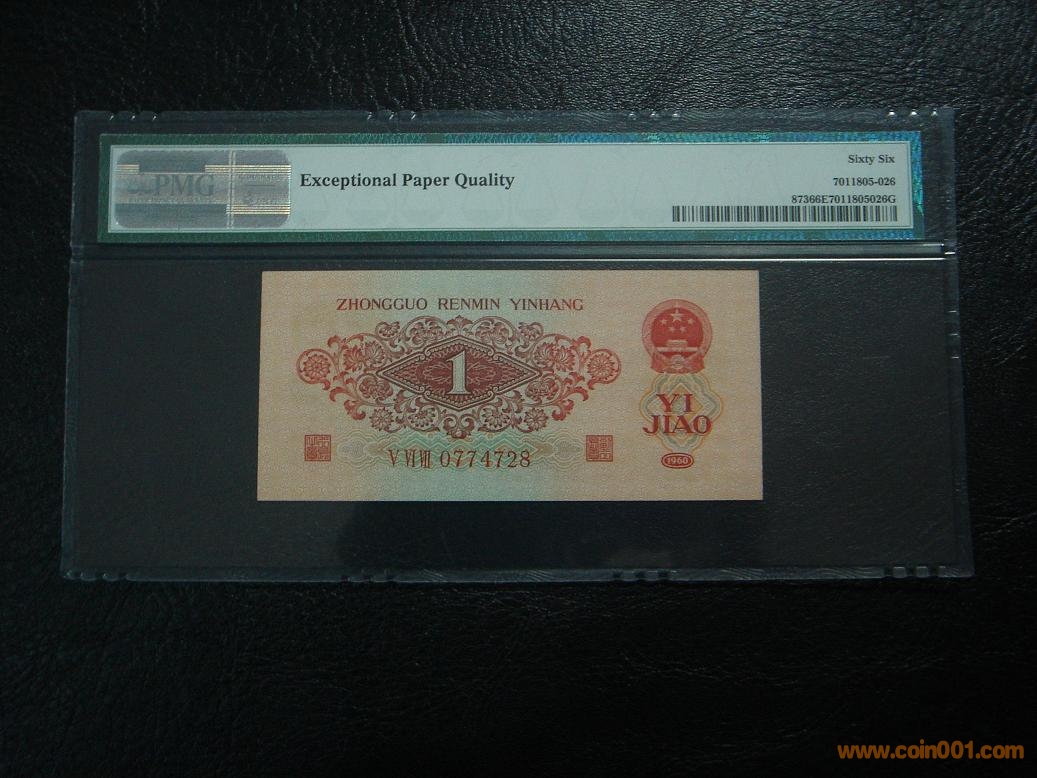 PMG
Exceptional Paper Quality
Sixty Six
7011805-026
87366E7011805026G
ZHONGGUO RENMIN YINHANG
1
YI
JIAO
V VI VIII 0774728
1960
www.coin001.com